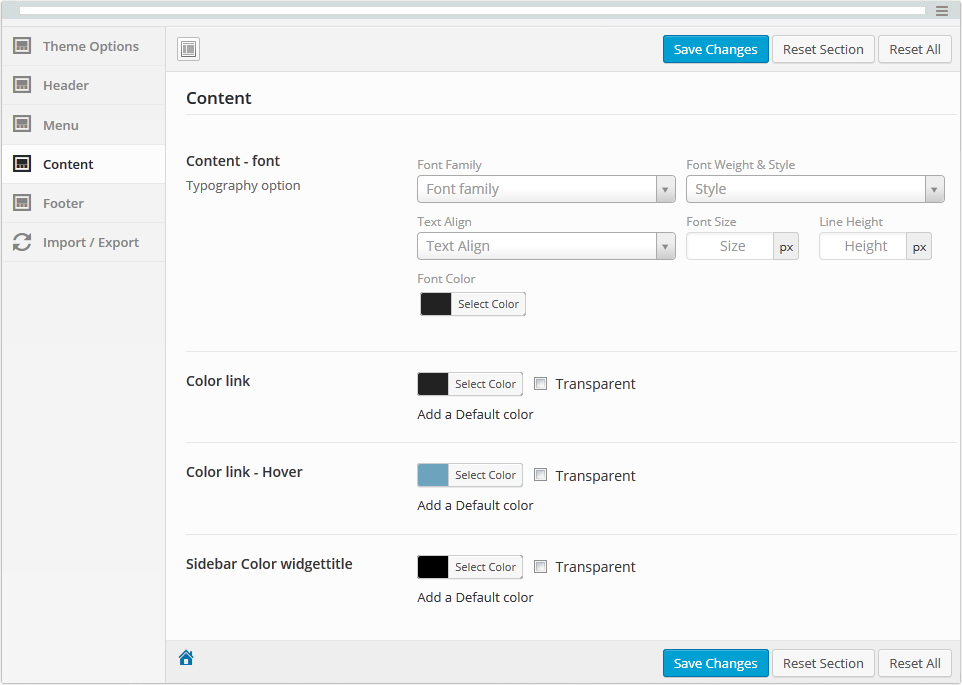 Theme Options
Header
Menu
Content
Footer
Import / Export
Save Changes Reset Section Reset All
Content
Content - font
Typography option
Font Family Font Weight & Style
Font family Style
Text Align Font Size Line Height
Text Align Size px Height px
Font Color
Select Color
Color link
Select Color Transparent
Add a Default color
Color link - Hover
Select Color Transparent
Add a Default color
Sidebar Color widgettitle
Select Color Transparent
Add a Default color
Save Changes Reset Section Reset All